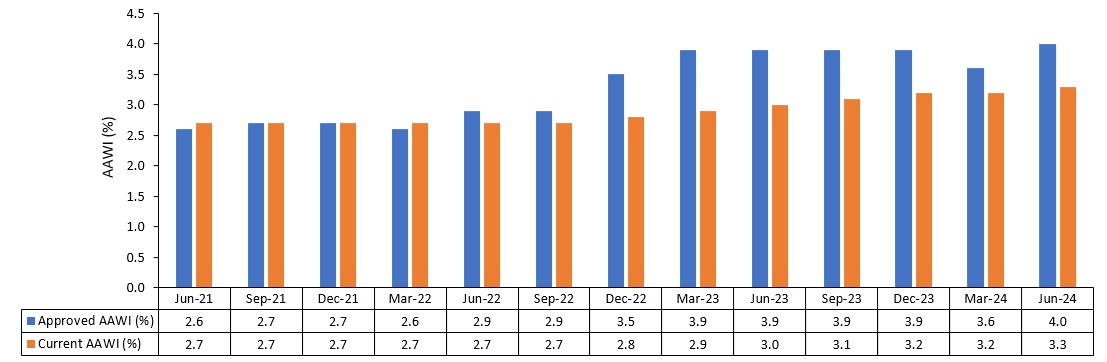 4.5
4.0
3.5
3.0
2.5
2.0
1.5
1.0
0.5
0.0
AAWI (%)
Jun-21 Sep-21 Dec-21 Mar-22 Jun-22 Sep-22 Dec-22 Mar-23 Jun-23 Sep-23 Dec-23 Mar-24 Jun-24
Approved AAWI (%) 2.6 2.7 2.7 2.6 2.9 2.9 3.5 3.9 3.9 3.9 3.9 3.6 4.0
Current AAWI (%) 2.7 2.7 2.7 2.7 2.7 2.7 2.8 2.9 3.0 3.1 3.2 3.2 3.3